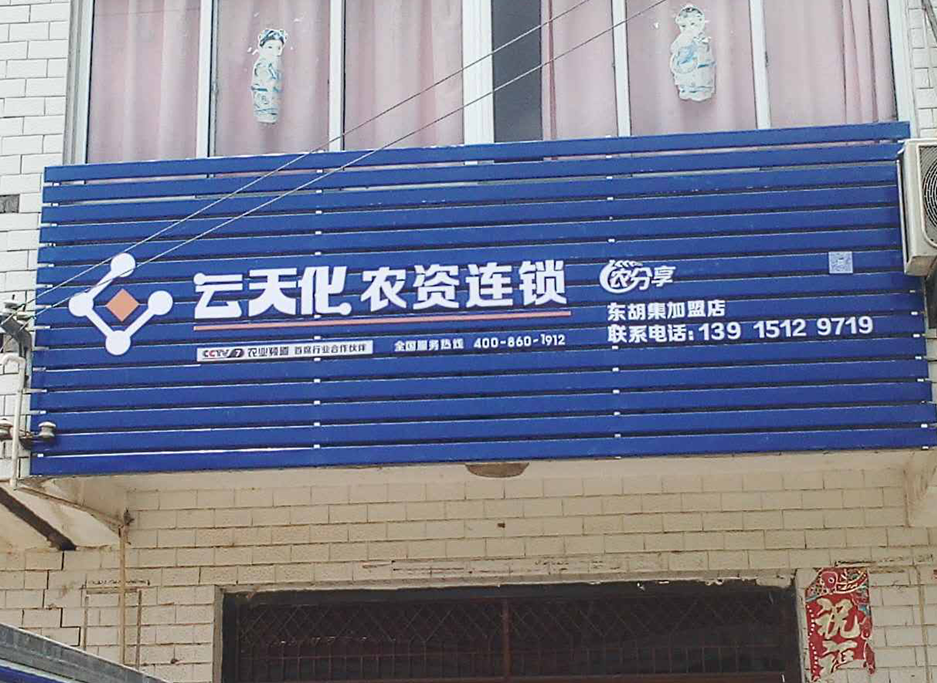 云天化 农资连锁
农分享
东胡集加盟店
联系电话: 139 1512 9719
CCTV 7 农业频道 首席行业合作伙伴
全国服务热线 400-860-1912
祝